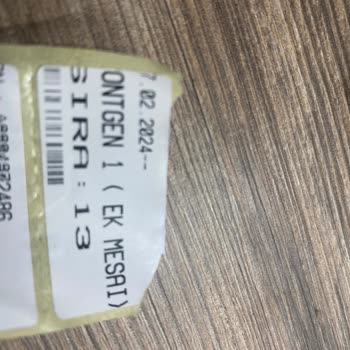 7.02.2024--
ONTGEN 1 ( EK MESAI)
SIRA : 13